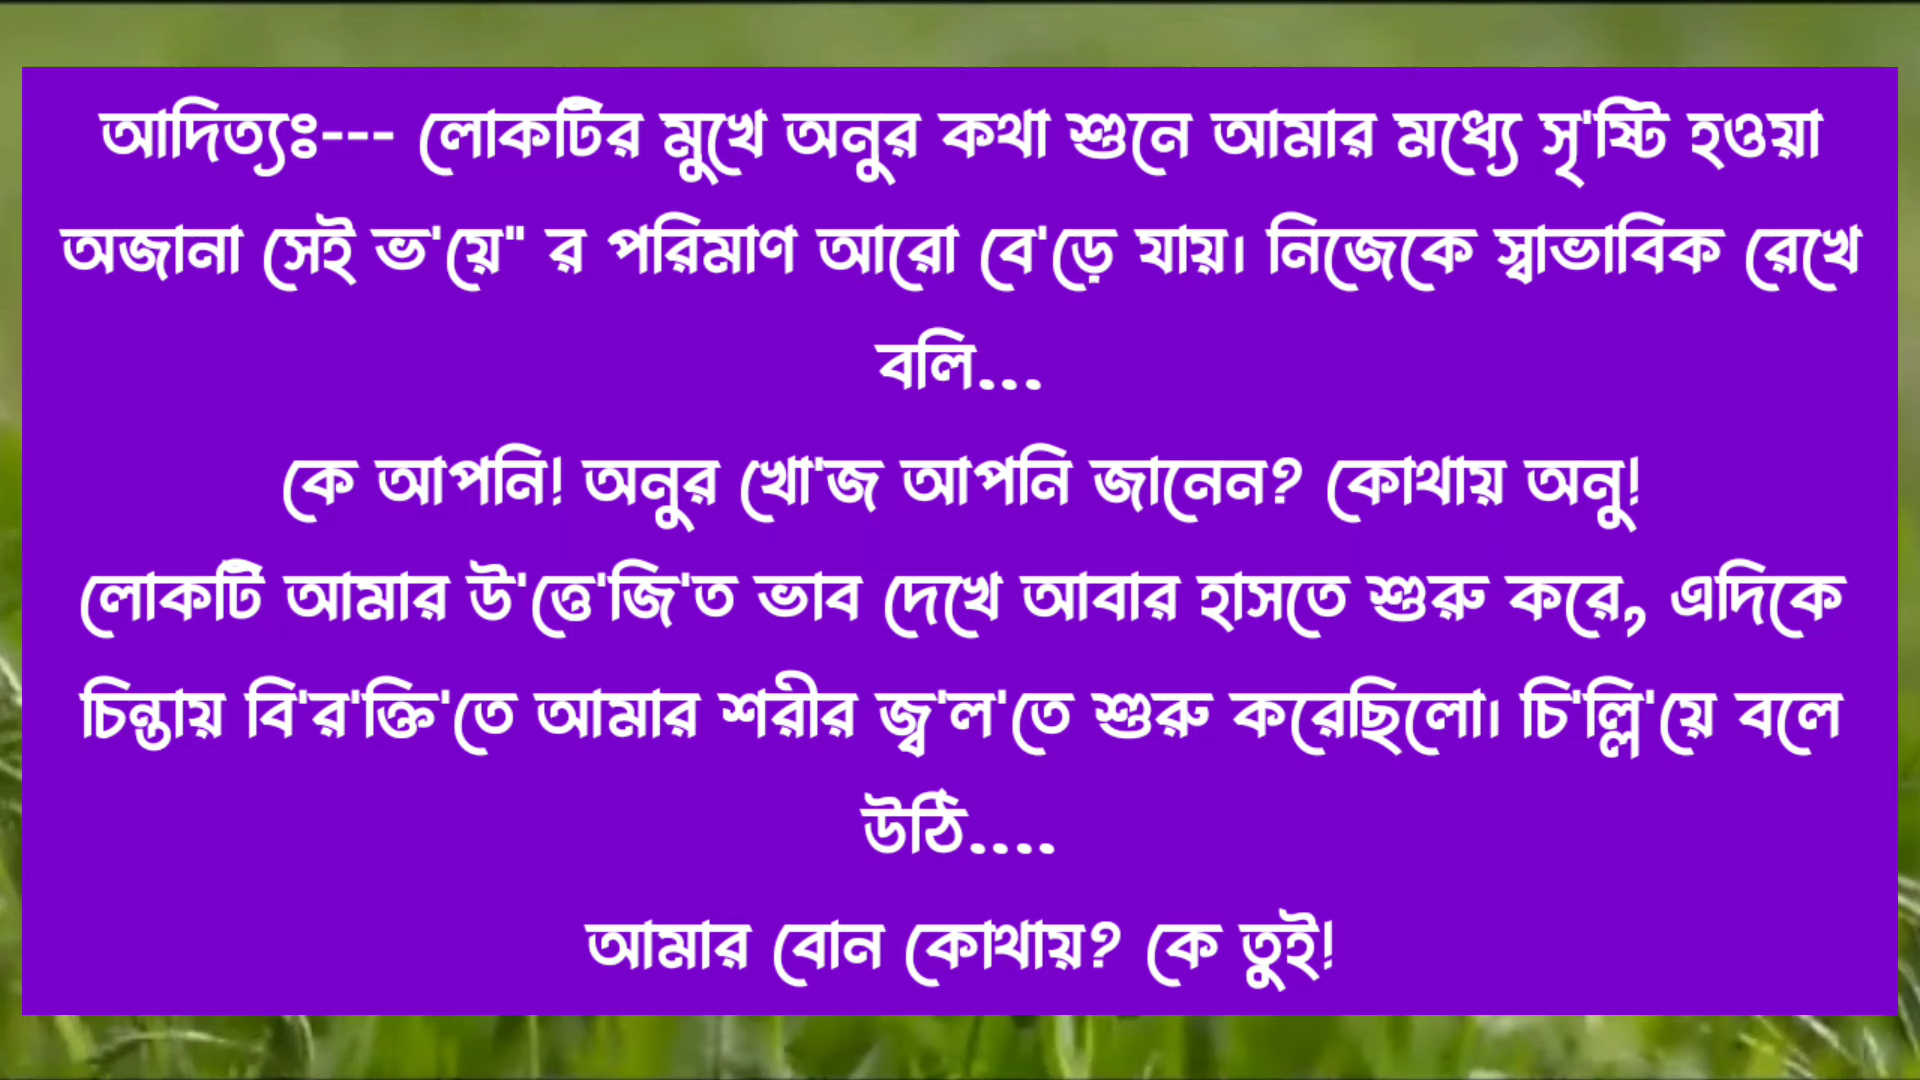 আদিত্যঃ--- লোকটির মুখে অনুর কথা শুনে আমার মধ্যে সৃ'ষ্টি হওয়া
অজানা সেই ভ'য়ে" র পরিমাণ আরো বে'ড়ে যায়। নিজেকে স্বাভাবিক রেখে
বলি...
কে আপনি! অনুর খো'জ আপনি জানেন? কোথায় অনু!
লোকটি আমার উ'ত্তে'জি'ত ভাব দেখে আবার হাসতে শুরু করে, এদিকে
চিন্তায় বি'র'ক্তি'তে আমার শরীর জ্ব'ল'তে শুরু করেছিলো। চি'ল্লি'য়ে বলে
উঠি....
আমার বোন কোথায়? কে তুই!